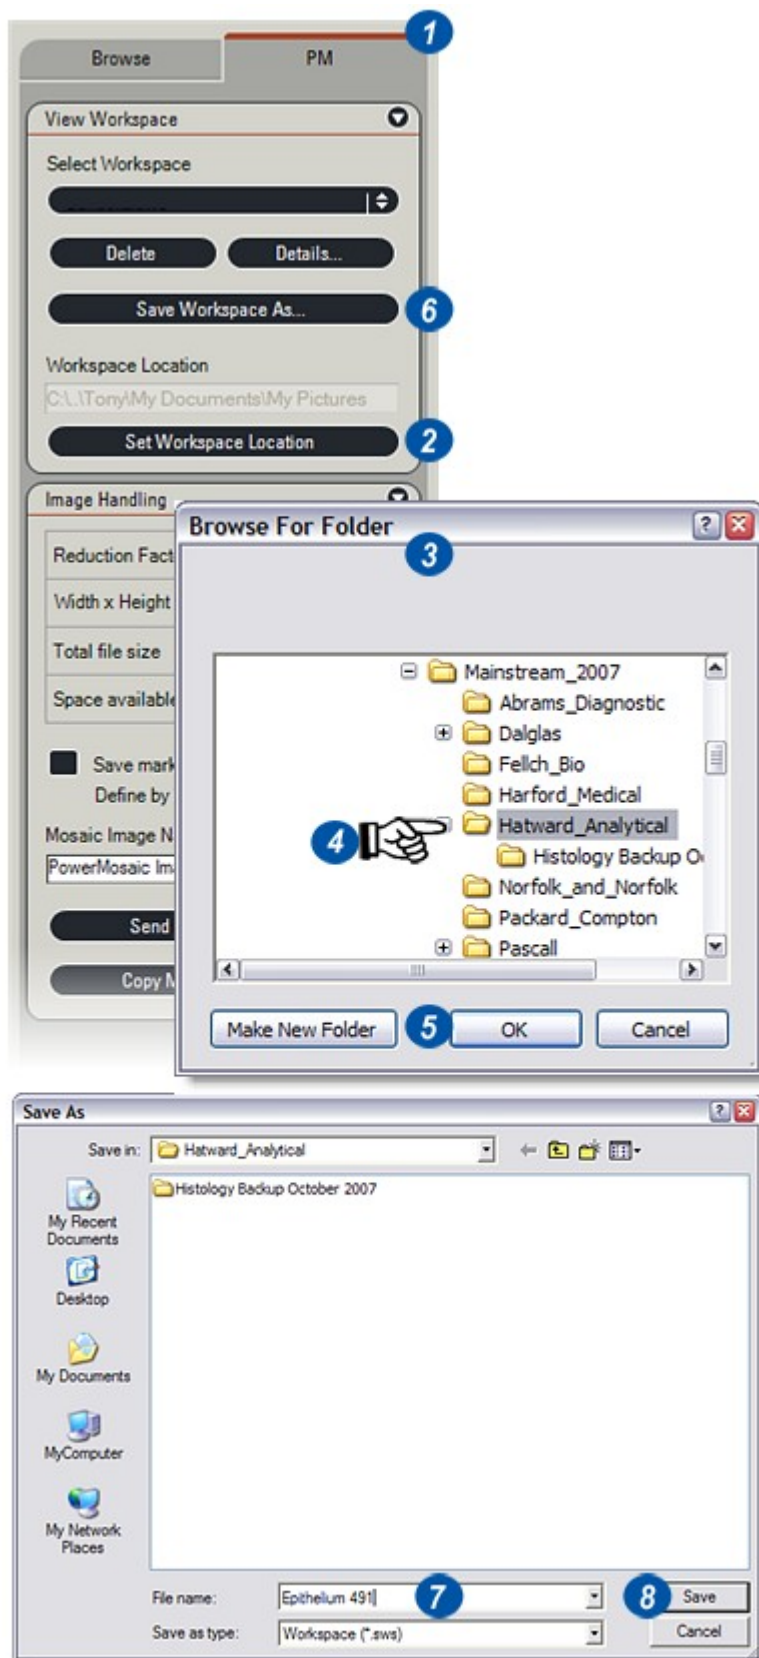 1
Browse PM
View Workspace
Select Workspace
Delete Details...
Save Workspace As... 6
Workspace Location
C:\..\Tony\My Documents\My Pictures
Set Workspace Location 2
Image Handling
Browse For Folder
3
Reduction Fact
Width x Height
Total file size
Space available
Save mark
Define by
Mosaic Image N
PowerMosaic Im
Send
Copy M
Mainstream_2007
Abrams_Diagnostic
Dalglas
Fellch_Bio
Harford_Medical
4 Hatward_Analytical
Histology Backup O
Norfolk_and_Norfolk
Packard_Compton
Pascall
Make New Folder 5 OK Cancel
Save As
Save in: Hatward_Analytical
Histology Backup October 2007
My Recent
Documents
Desktop
My Documents
MyComputer
My Network
Places
File name: Epithelium 491 7 8 Save
Save as type: Workspace (*.sws) Cancel